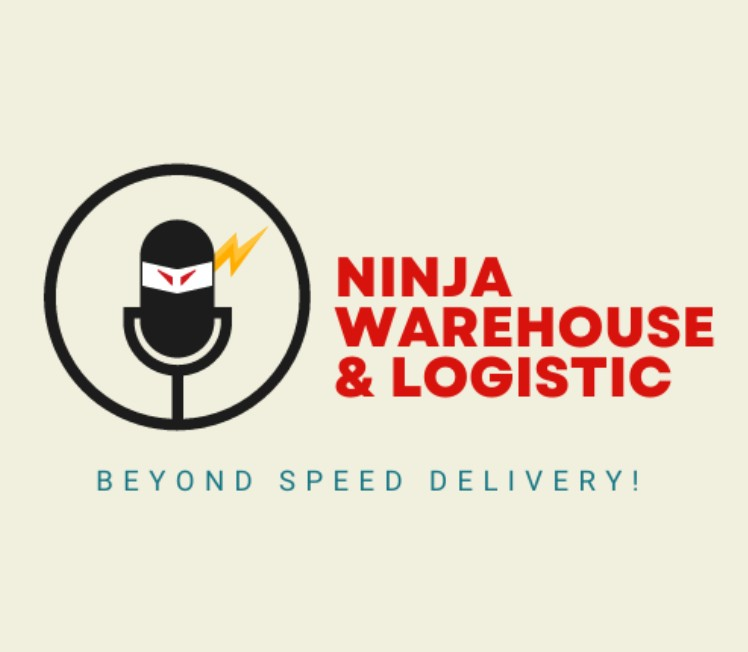 NINJA
WAREHOUSE
& LOGISTIC
BEYOND SPEED DELIVERY!